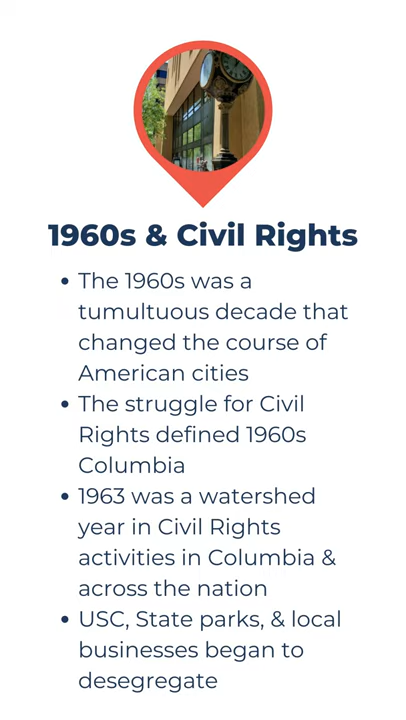 1960s & Civil Rights
• The 1960s was a
tumultuous decade that
changed the course of
American cities
• The struggle for Civil
Rights defined 1960s
Columbia
• 1963 was a watershed
year in Civil Rights
activities in Columbia &
across the nation
• USC, State parks, & local
businesses began to
desegregate